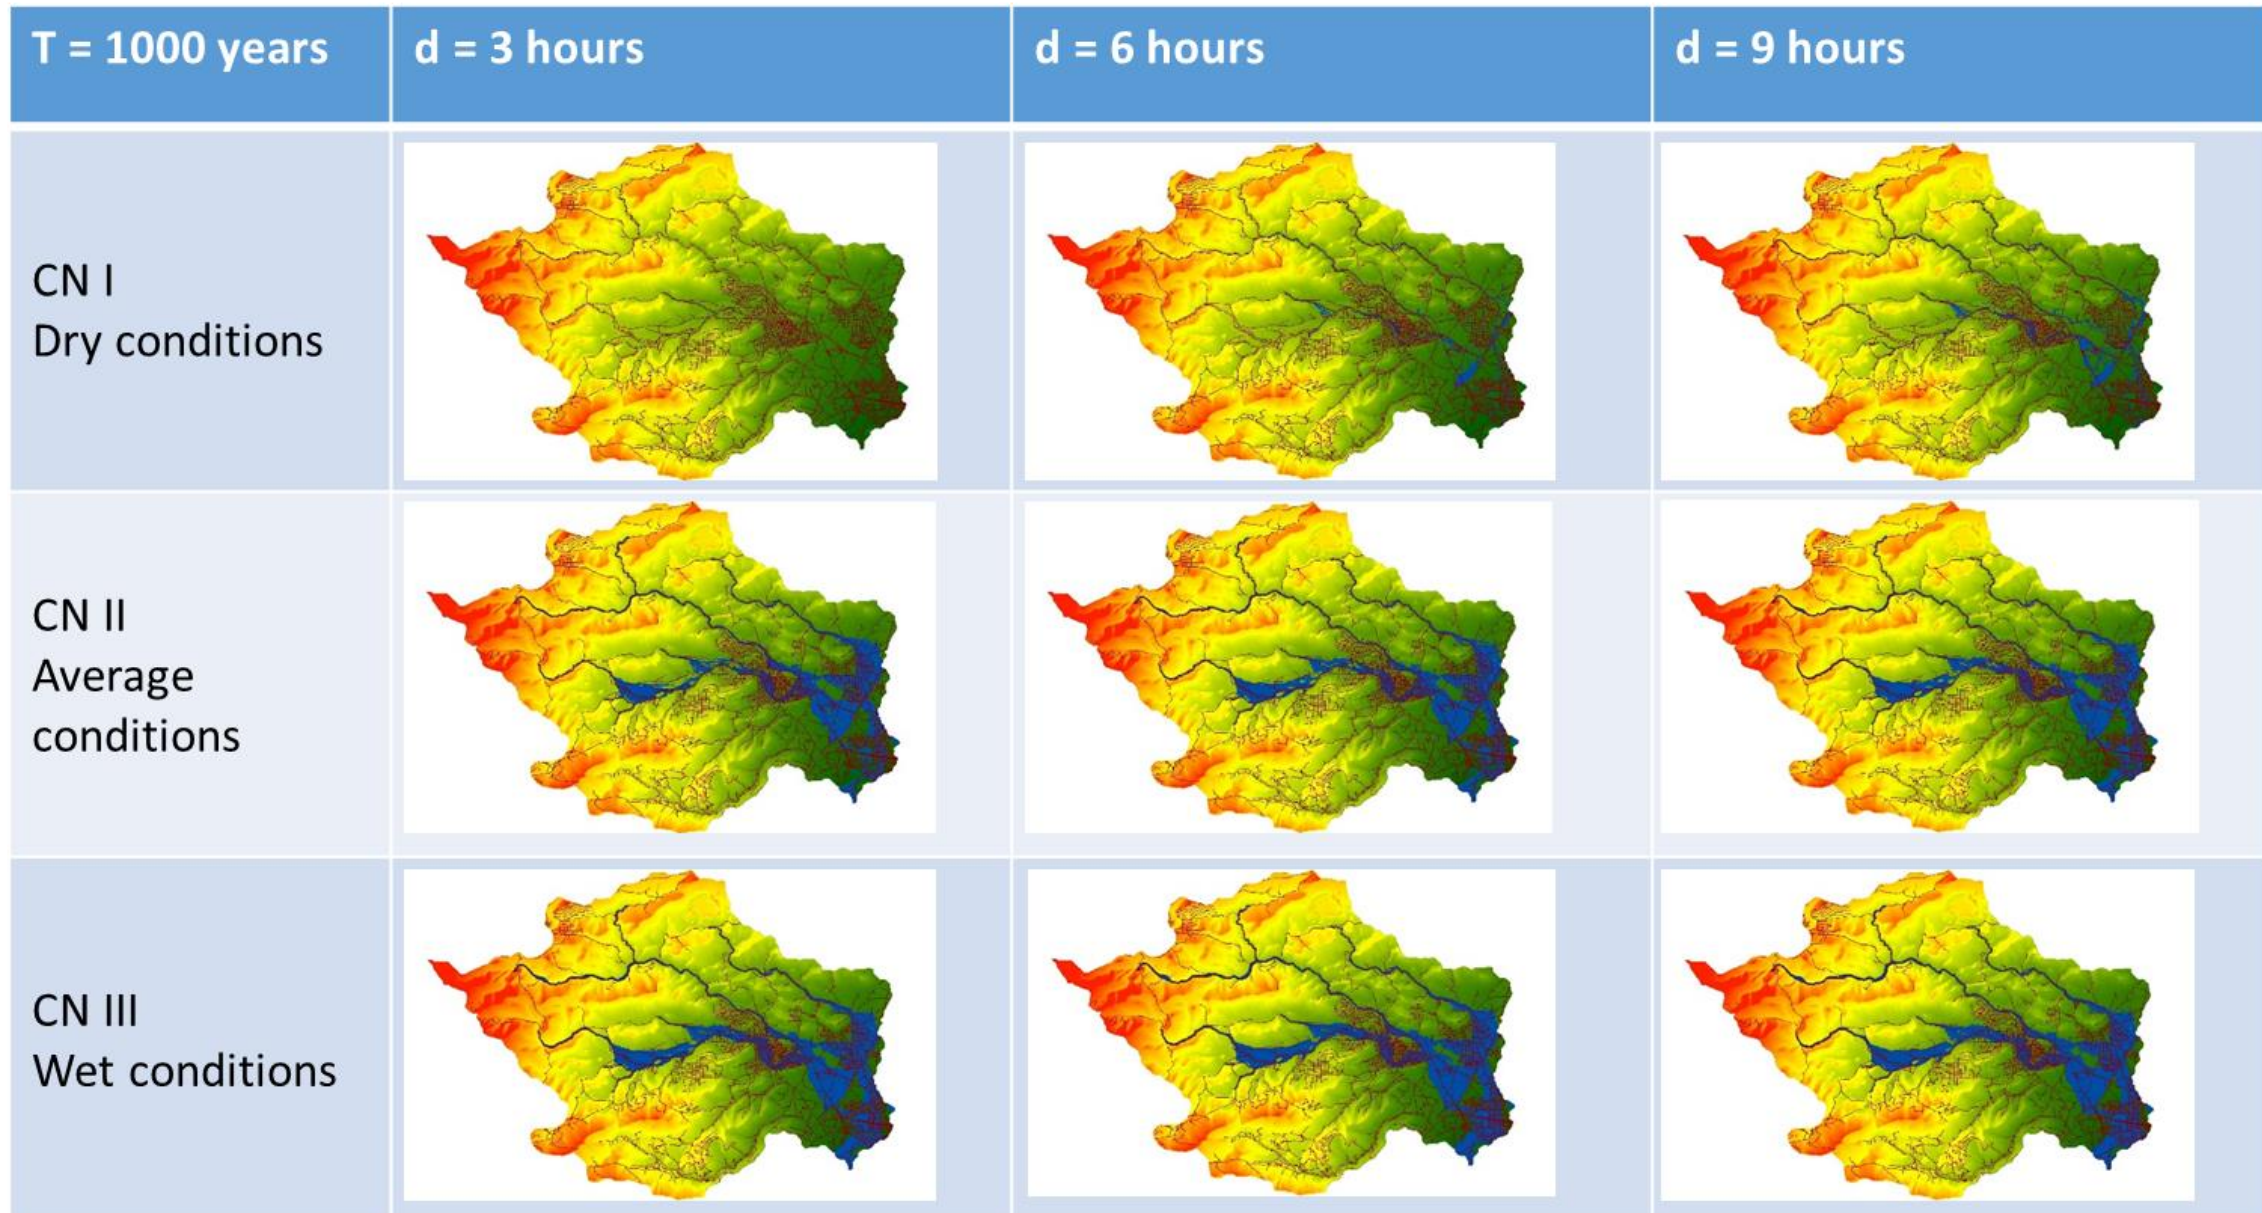 T = 1000 years
d = 3 hours
d = 6 hours
d = 9 hours
CN I
Dry conditions
CN II
Average
conditions
CN III
Wet conditions